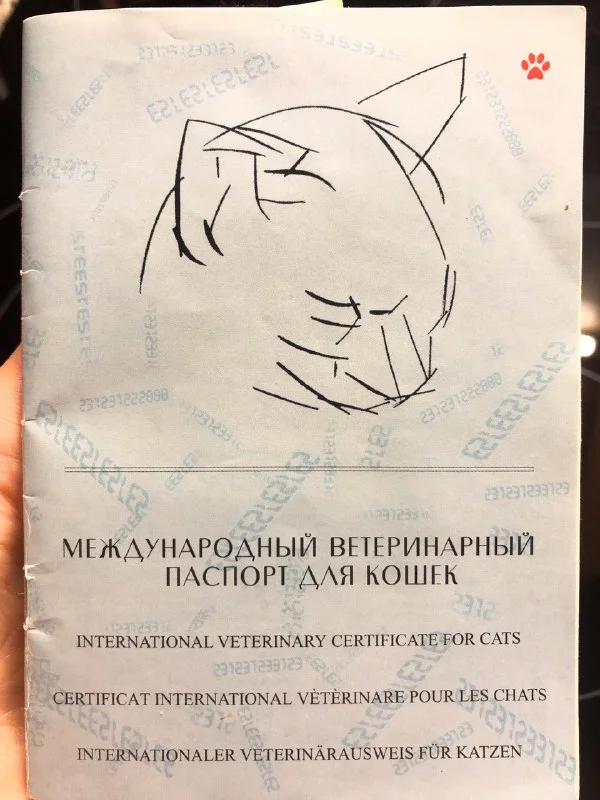 МЕЖДУНАРОДНЫЙ ВЕТЕРИНАРНЫЙ
ПАСПОРТ ДЛЯ КОШЕК
INTERNATIONAL VETERINARY CERTIFICATE FOR CATS
CERTIFICAT INTERNATIONAL VÈTÈRINARE POUR LES CHATS
INTERNATIONALER VETERINÄRAUSWEIS FÜR KATZEN